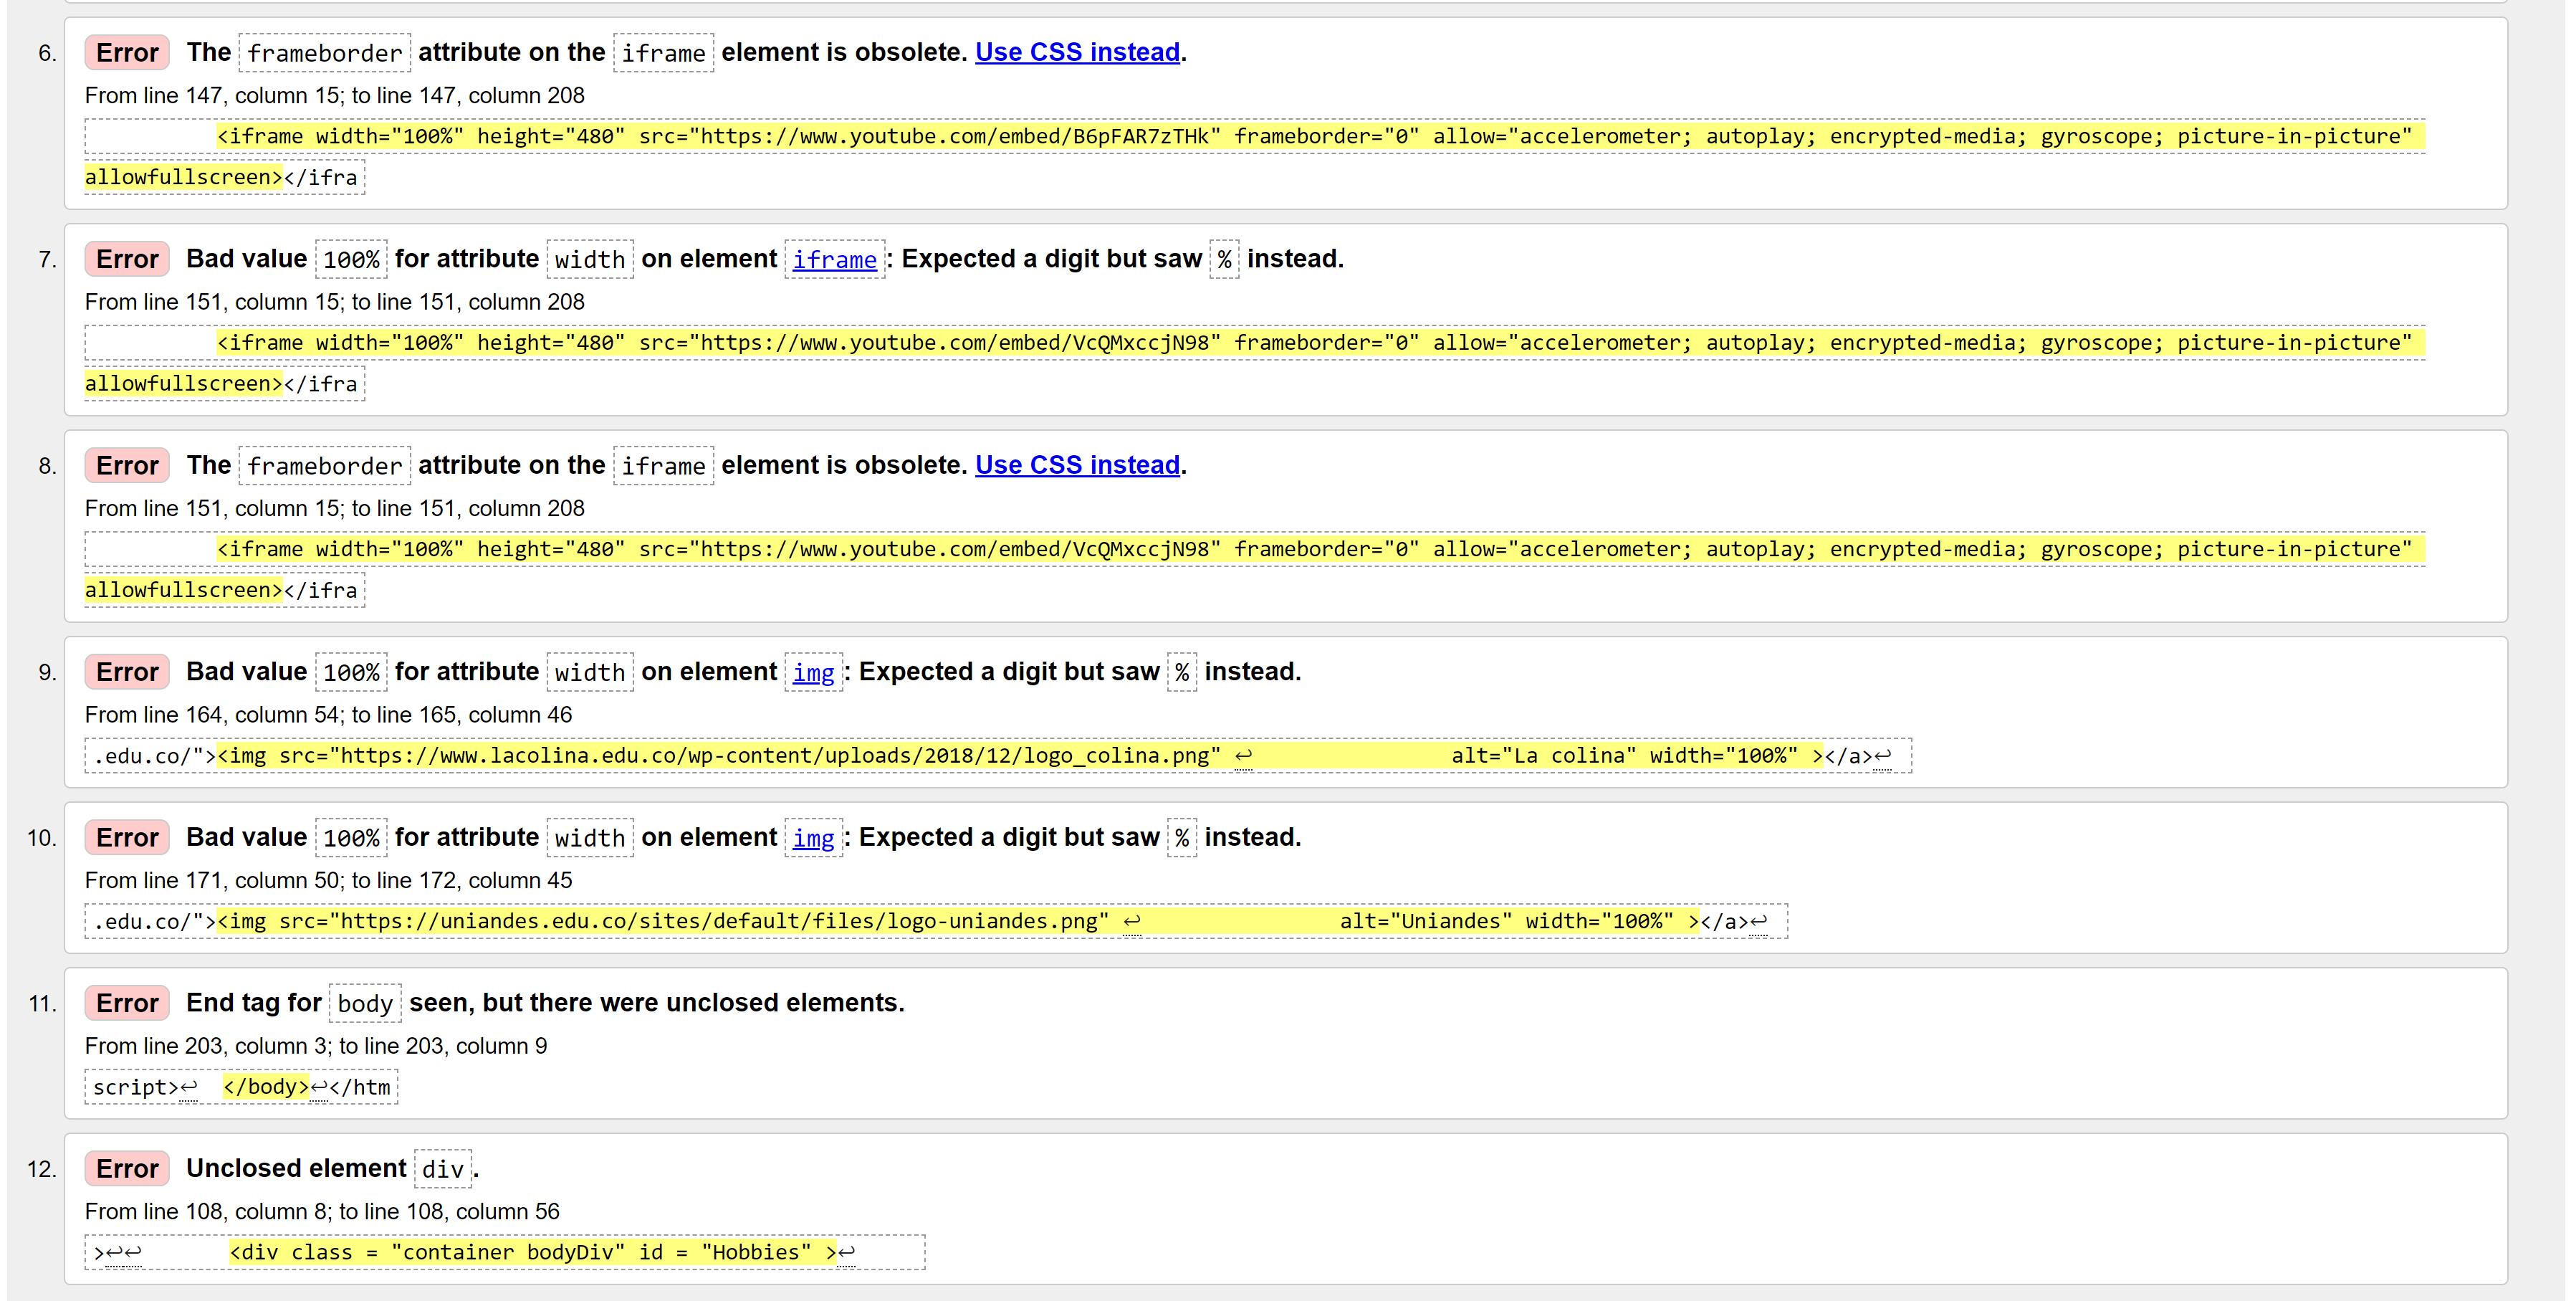 6. Error The frameborder attribute on the iframe element is obsolete. Use CSS instead.
From line 147, column 15; to line 147, column 208
<iframe width="100%" height="480" src="https://www.youtube.com/embed/B6pFAR7zTHk" frameborder="0" allow="accelerometer; autoplay; encrypted-media; gyroscope; picture-in-picture"
allowfullscreen></ifra
7. Error Bad value 100% for attribute width on element iframe: Expected a digit but saw % instead.
From line 151, column 15; to line 151, column 208
<iframe width="100%" height="480" src="https://www.youtube.com/embed/VcQMxccjN98" frameborder="0" allow="accelerometer; autoplay; encrypted-media; gyroscope; picture-in-picture"
allowfullscreen></ifra
8. Error The frameborder attribute on the iframe element is obsolete. Use CSS instead.
From line 151, column 15; to line 151, column 208
<iframe width="100%" height="480" src="https://www.youtube.com/embed/VcQMxccjN98" frameborder="0" allow="accelerometer; autoplay; encrypted-media; gyroscope; picture-in-picture"
allowfullscreen></ifra
9. Error Bad value 100% for attribute width on element img: Expected a digit but saw % instead.
From line 164, column 54; to line 165, column 46
.edu.co/"><img src="https://www.lacolina.edu.co/wp-content/uploads/2018/12/logo_colina.png" ↩ alt="La colina" width="100%" ></a>↩
10. Error Bad value 100% for attribute width on element img: Expected a digit but saw % instead.
From line 171, column 50; to line 172, column 45
.edu.co/"><img src="https://uniandes.edu.co/sites/default/files/logo-uniandes.png" ↩ alt="Uniandes" width="100%" ></a>↩
11. Error End tag for body seen, but there were unclosed elements.
From line 203, column 3; to line 203, column 9
script>↩ </body>↩</htm
12. Error Unclosed element div.
From line 108, column 8; to line 108, column 56
>↩↩ <div class = "container bodyDiv" id = "Hobbies" >↩